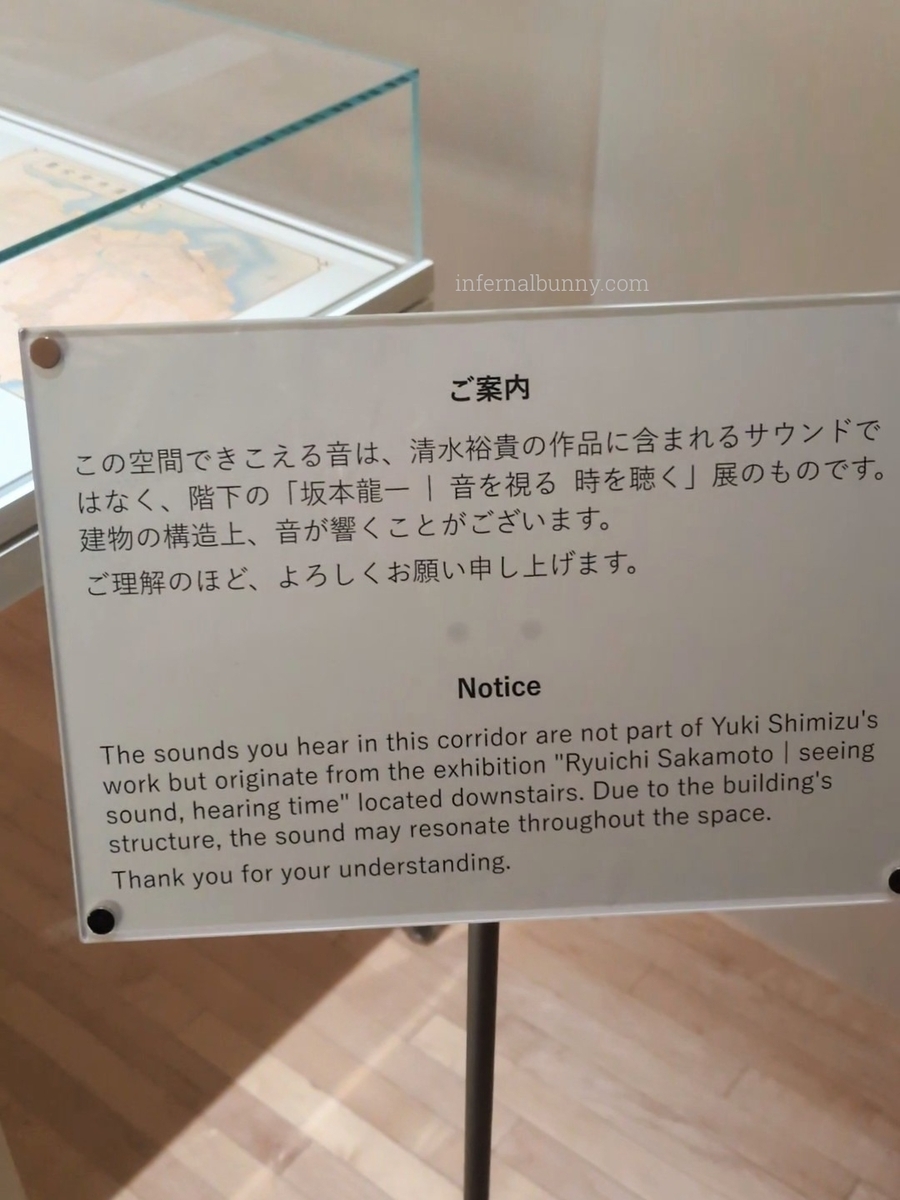 infernalbunny.com
ご案内
この空間できこえる音は、清水裕貴の作品に含まれるサウンドで
はなく、階下の「坂本龍一 | 音を視る 時を聴く」展のものです。
建物の構造上、音が響くことがございます。
ご理解のほど、よろしくお願い申し上げます。
Notice
The sounds you hear in this corridor are not part of Yuki Shimizu's
work but originate from the exhibition "Ryuichi Sakamoto | seeing
sound, hearing time" located downstairs. Due to the building's
structure, the sound may resonate throughout the space.
Thank you for your understanding.